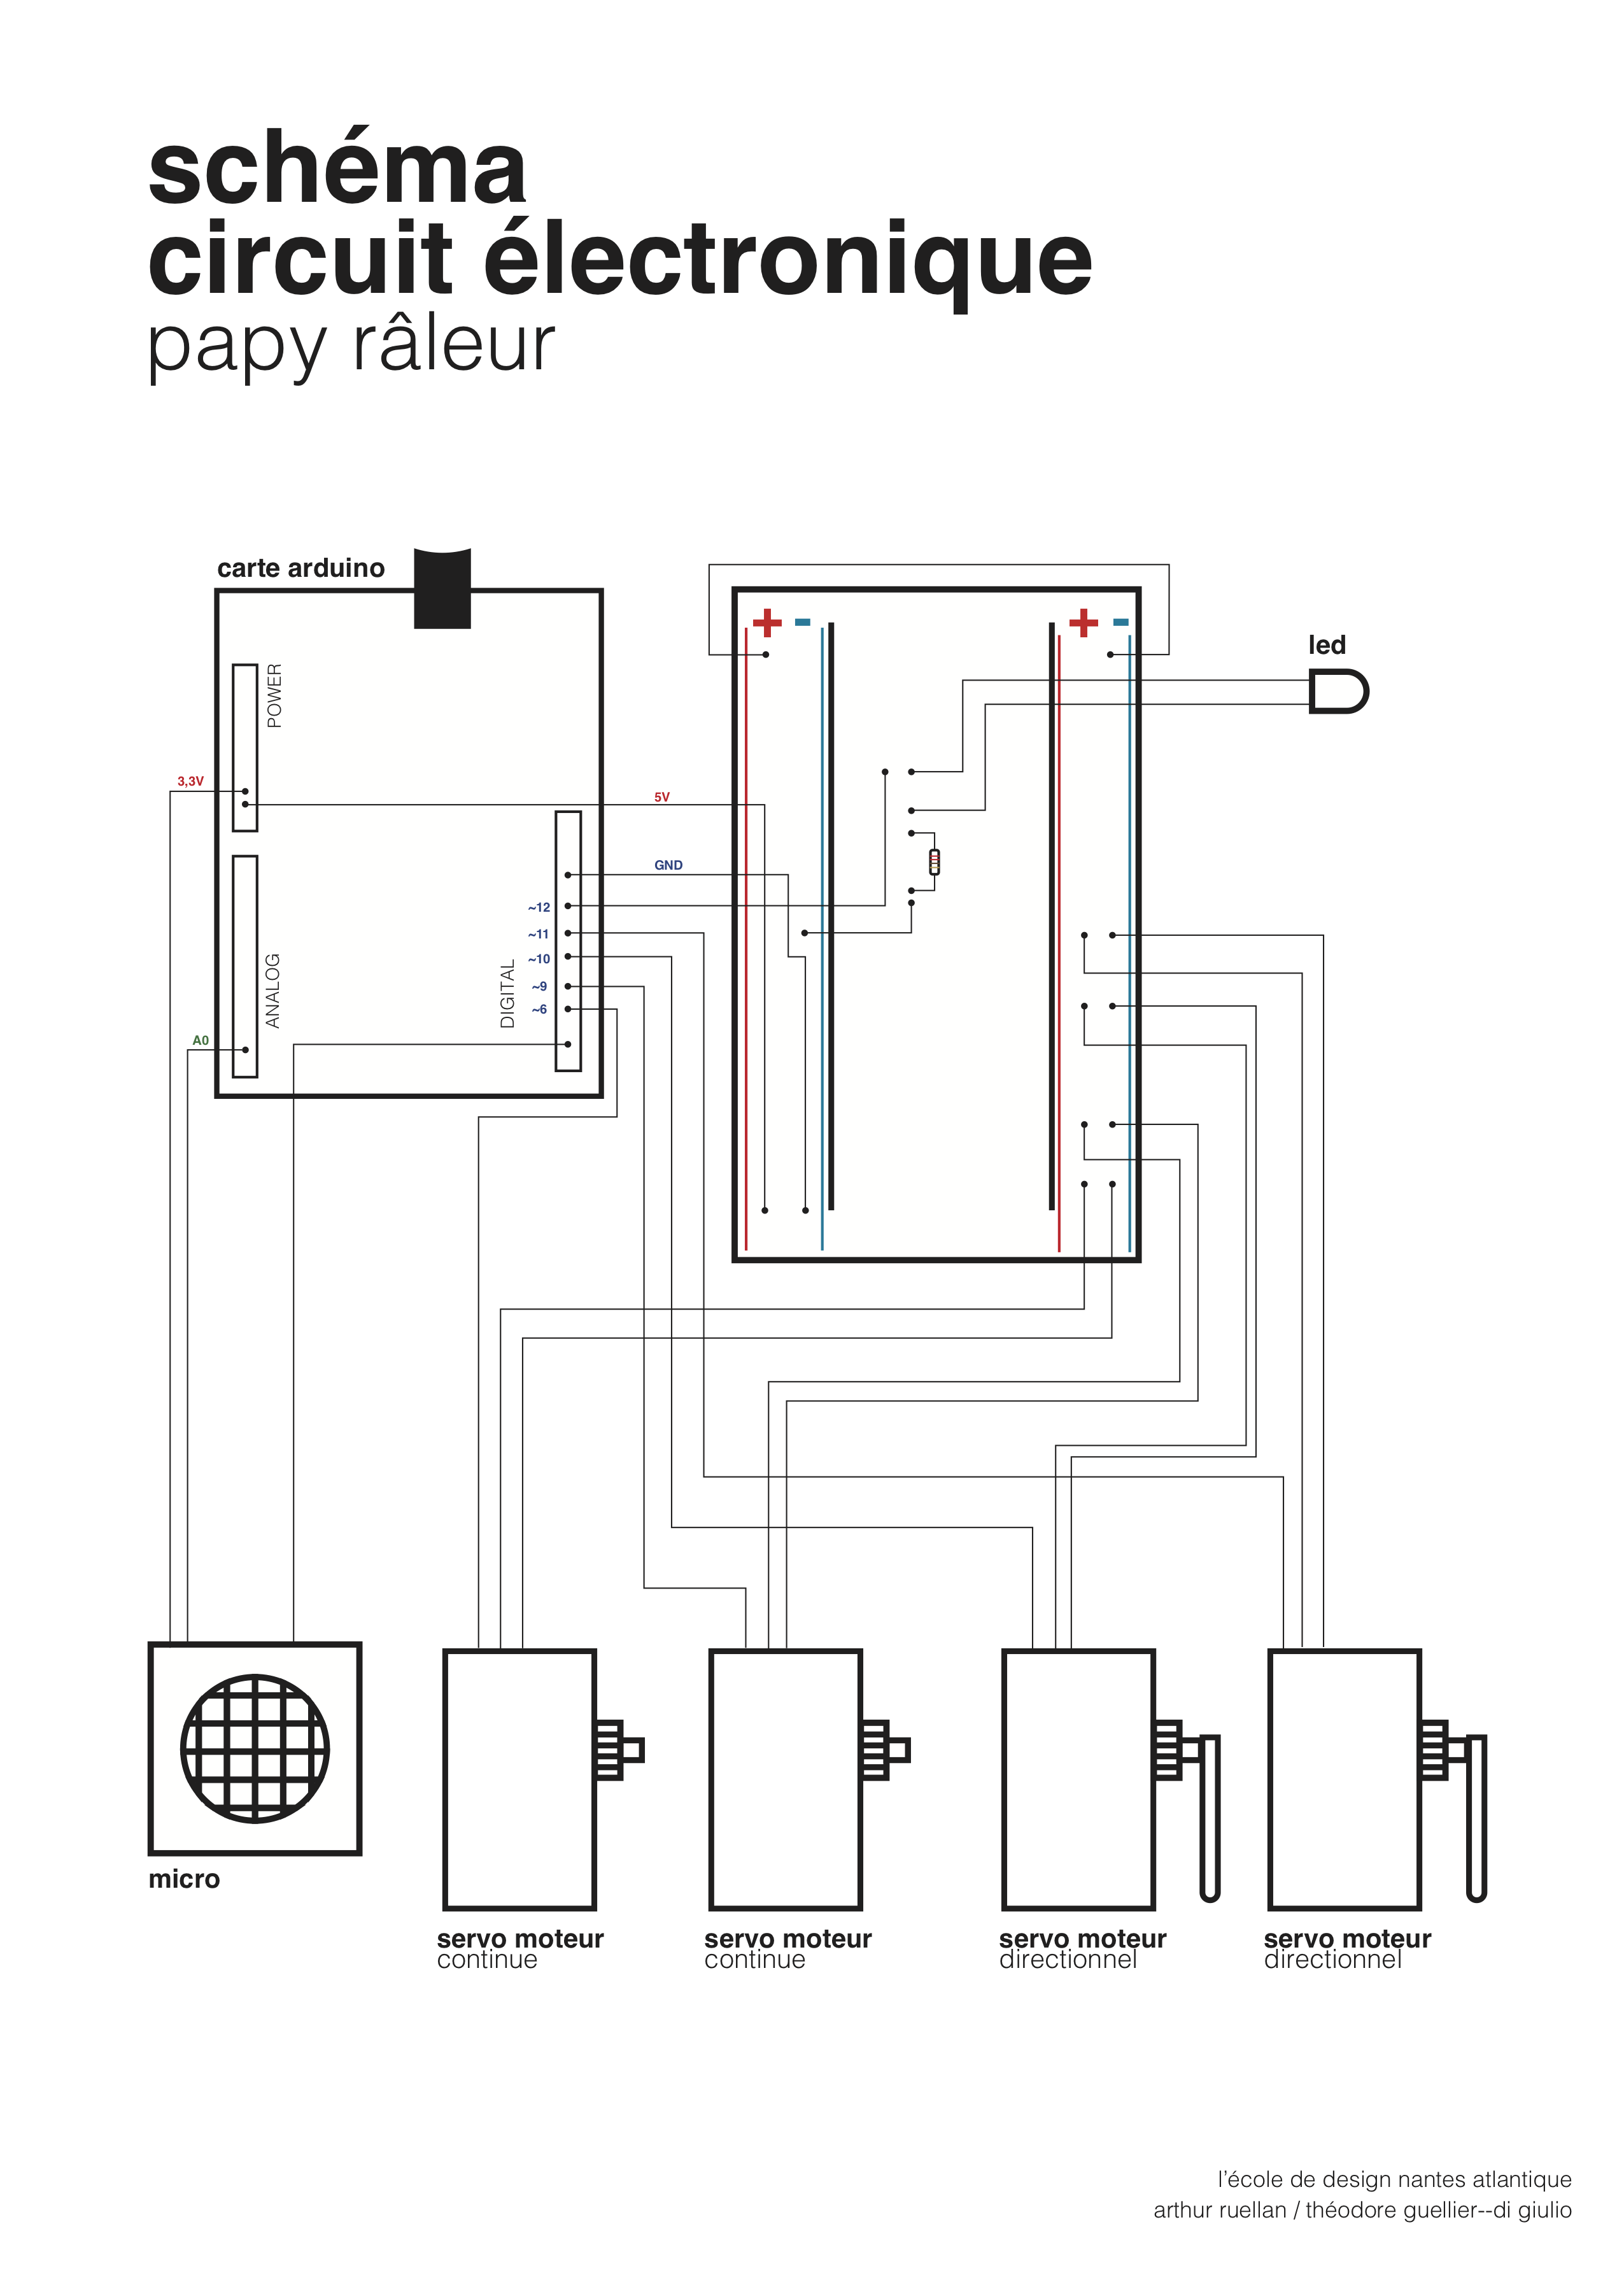 schéma
circuit électronique
papy râleur
carte arduino
+ -
+ -
led
POWER
3,3V
5V
GND
~12
~11
~10
~9
~6
DIGITAL
ANALOG
A0
micro
servo moteur
continue
servo moteur
continue
servo moteur
directionnel
servo moteur
directionnel
l'école de design nantes atlantique
arthur ruellan / théodore guellier--di giulio